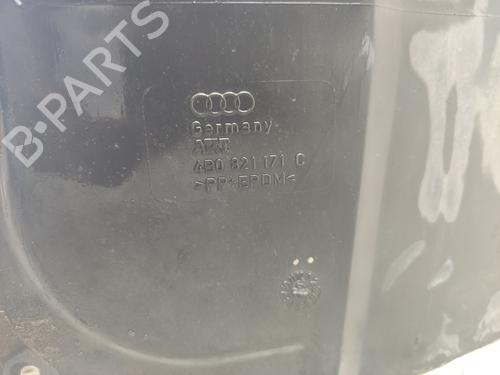 B-PARTS
Germany
4B0 821 171 C
>PP+EPDM<